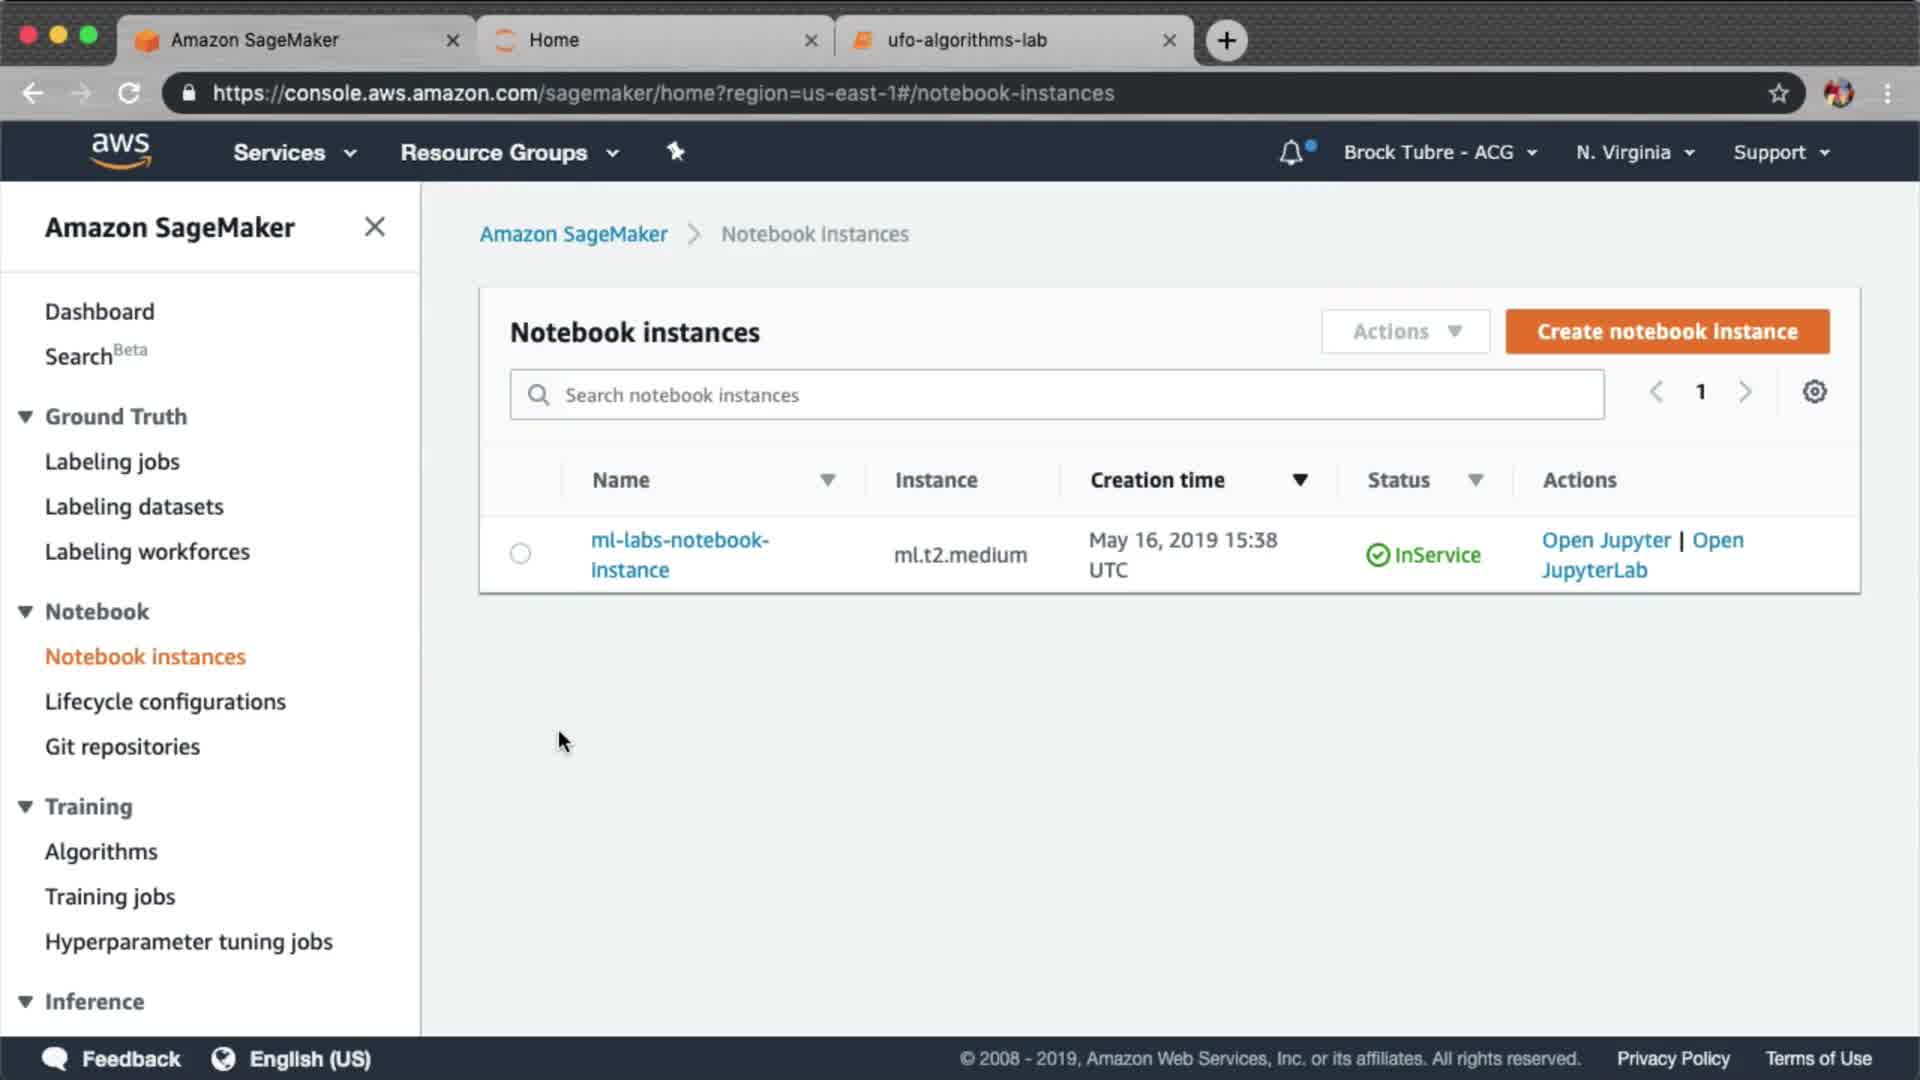 Amazon SageMaker
Home
ufo-algorithms-lab
https://console.aws.amazon.com/sagemaker/home?region=us-east-1#/notebook-instances
aws
Services
Resource Groups
Brock Tubre - ACG
N. Virginia
Support
Amazon SageMaker
Dashboard
Search Beta
Ground Truth
Labeling jobs
Labeling datasets
Labeling workforces
Notebook
Notebook instances
Lifecycle configurations
Git repositories
Training
Algorithms
Training jobs
Hyperparameter tuning jobs
Inference
Amazon SageMaker
Notebook instances
Notebook instances
Actions
Create notebook instance
Search notebook instances
1
Name
Instance
Creation time
Status
Actions
ml-labs-notebook-
instance
ml.t2.medium
May 16, 2019 15:38
UTC
InService
Open Jupyter | Open
JupyterLab
Feedback
English (US)
© 2008 - 2019, Amazon Web Services, Inc. or its affiliates. All rights reserved.
Privacy Policy
Terms of Use